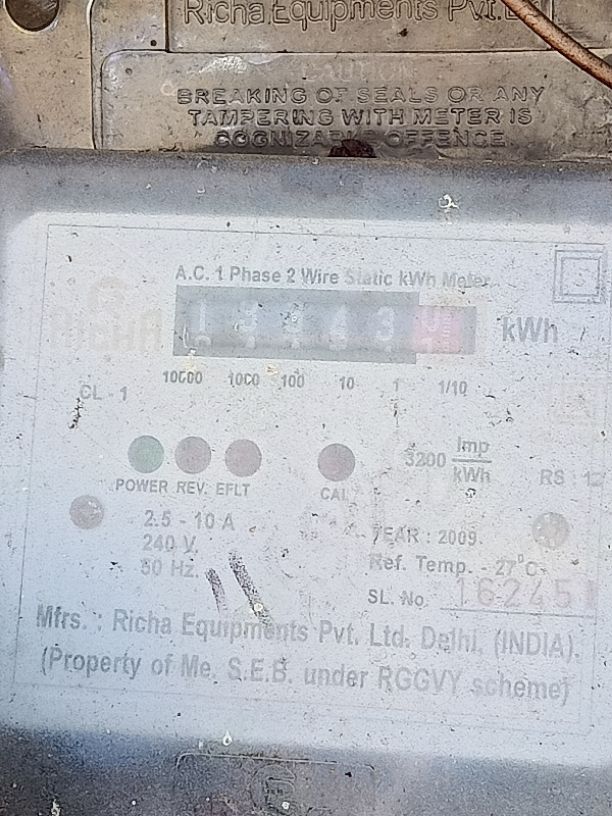 Richa Equipments Pvt.L
CAUTION
BREAKING OF SEALS OR ANY
TAMPERING WITH METER IS
COGNIZABLE OFFENCE
A.C. 1 Phase 2 Wire Static kWh Meter
RICHA
kWh
10000 1000 100 10 1 1/10
CL - 1
3200 Imp/kWh
POWER REV. EFLT
CAL
RS : 12
2.5 - 10 A
240 V.
50 Hz.
YEAR : 2009.
Ref. Temp. - 27°C-
SL. No. 162451
Mfrs. : Richa Equipments Pvt. Ltd. Delhi. (INDIA).
(Property of Me. S.E.B. under RGGVY scheme)